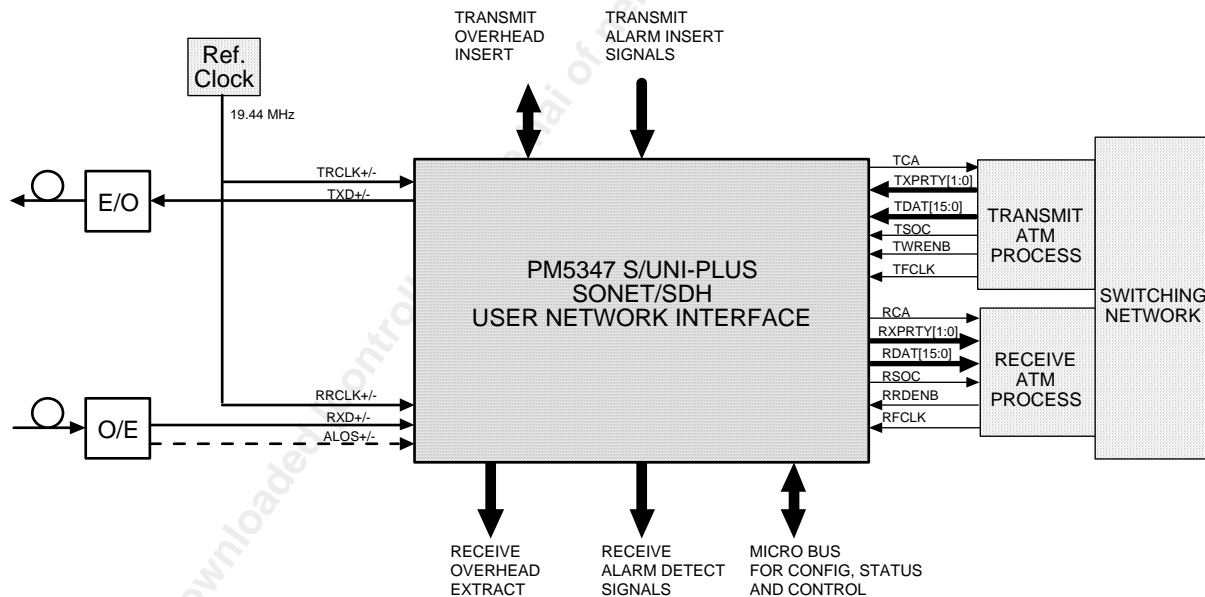 TRANSMIT
OVERHEAD
INSERT
TRANSMIT
ALARM INSERT
SIGNALS
Ref.
Clock
19.44 MHz
TRCLK+/-
TXD+/-
E/O
TCA
TXPRTY[1:0]
TDAT[15:0]
TSOC
TWRENB
TFCLK
TRANSMIT
ATM
PROCESS
PM5347 S/UNI-PLUS
SONET/SDH
USER NETWORK INTERFACE
SWITCHING
NETWORK
RCA
RXPRTY[1:0]
RDAT[15:0]
RSOC
RRDENB
RFCLK
RECEIVE
ATM
PROCESS
RRCLK+/-
RXD+/-
ALOS+/-
O/E
RECEIVE
OVERHEAD
EXTRACT
RECEIVE
ALARM DETECT
SIGNALS
MICRO BUS
FOR CONFIG, STATUS
AND CONTROL